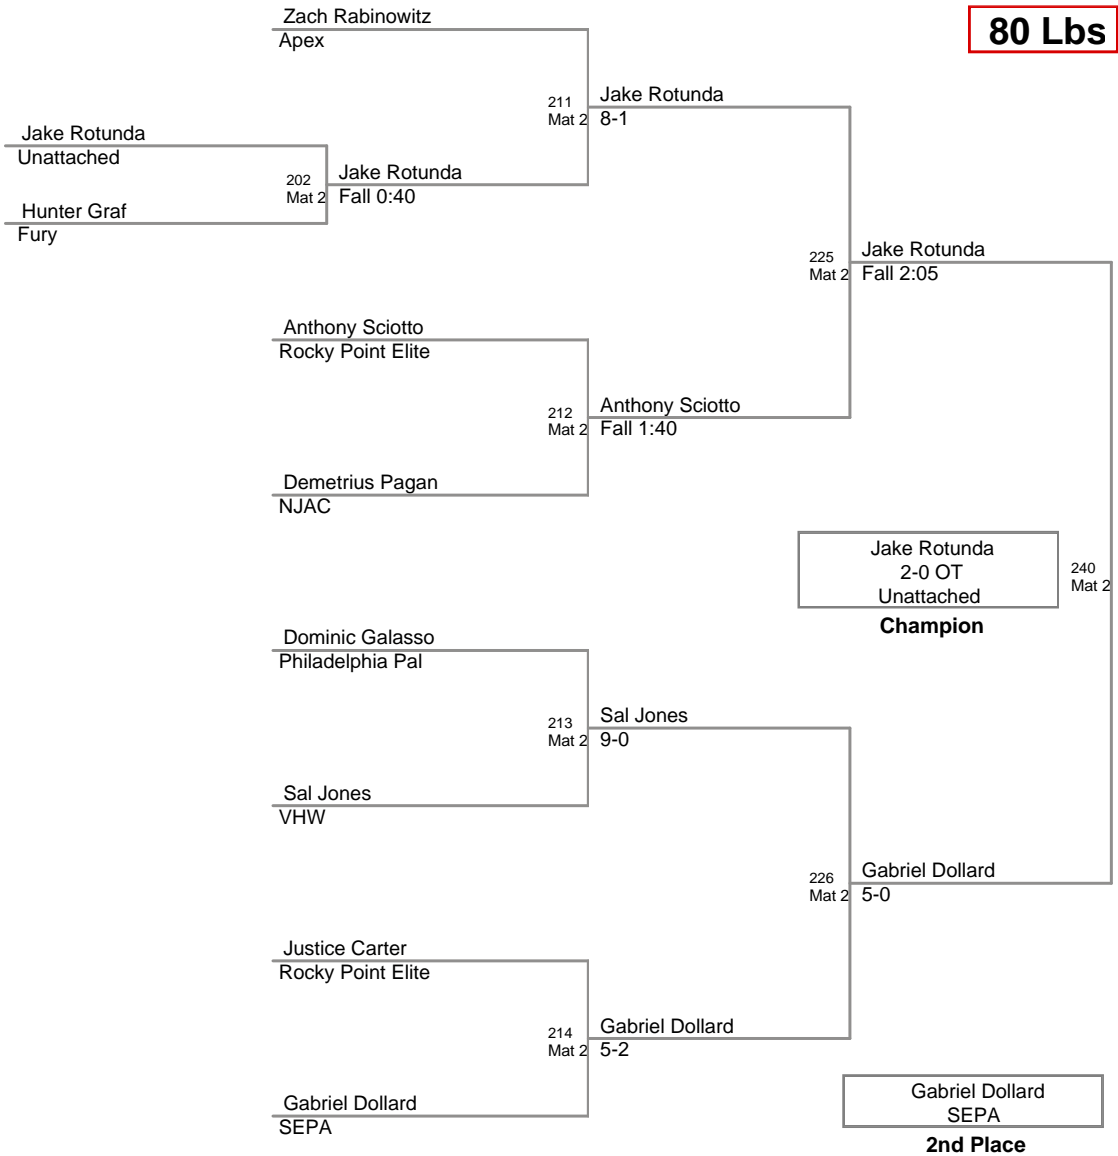 Zach Rabinowitz
Apex
80 Lbs
211
Mat 2
Jake Rotunda
8-1
Jake Rotunda
Unattached
202
Mat 2
Jake Rotunda
Fall 0:40
Hunter Graf
Fury
225
Mat 2
Jake Rotunda
Fall 2:05
Anthony Sciotto
Rocky Point Elite
212
Mat 2
Anthony Sciotto
Fall 1:40
Demetrius Pagan
NJAC
Jake Rotunda
2-0 OT
Unattached
Champion
240
Mat 2
Dominic Galasso
Philadelphia Pal
213
Mat 2
Sal Jones
9-0
Sal Jones
VHW
226
Mat 2
Gabriel Dollard
5-0
Justice Carter
Rocky Point Elite
214
Mat 2
Gabriel Dollard
5-2
Gabriel Dollard
SEPA
Gabriel Dollard
SEPA
2nd Place